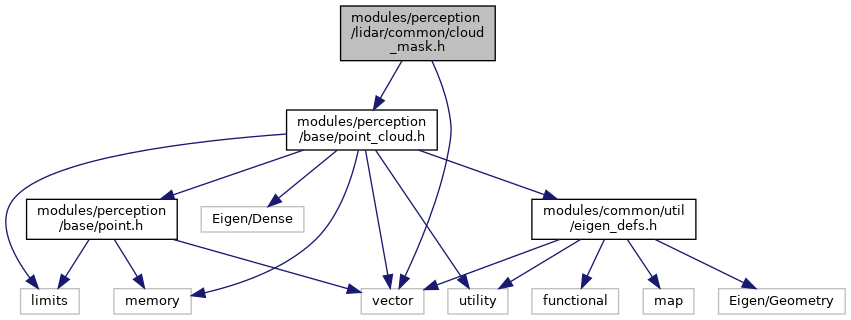 modules/perception
/lidar/common/cloud
_mask.h
modules/perception
/base/point_cloud.h
modules/perception
/base/point.h
Eigen/Dense
modules/common/util
/eigen_defs.h
limits
memory
vector
utility
functional
map
Eigen/Geometry